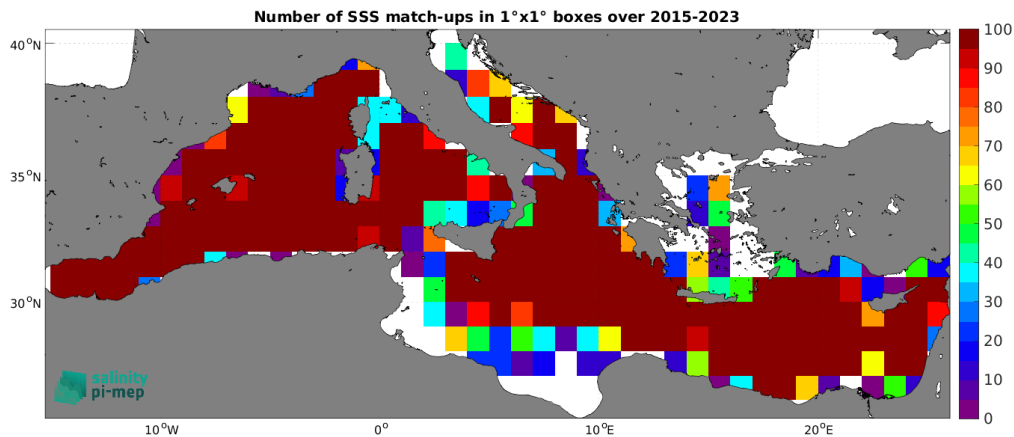 Number of SSS match-ups in 1°x1° boxes over 2015-2023
40°N
35°N
30°N
10°W
0°
10°E
20°E
100
90
80
70
60
50
40
30
20
10
0
salinity
pi-mep